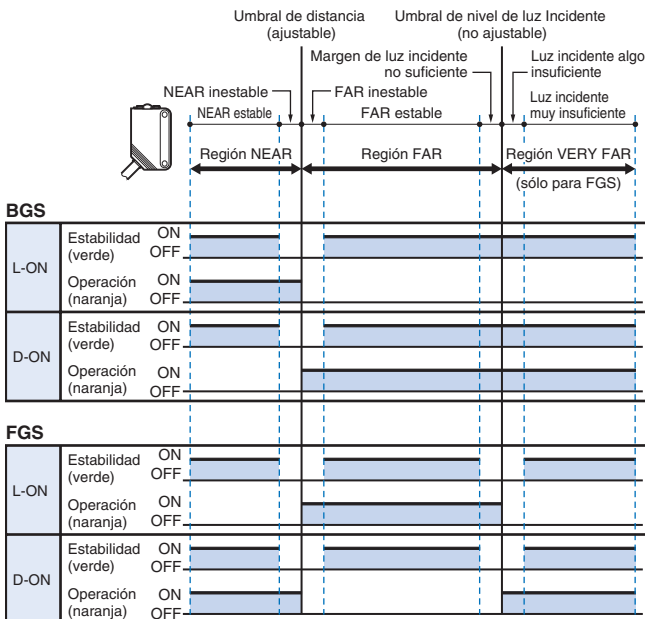 Umbral de distancia
(ajustable)
Umbral de nivel de luz Incidente
(no ajustable)
Margen de luz incidente
no suficiente
Luz incidente algo
insuficiente
NEAR inestable
FAR inestable
Luz incidente
muy insuficiente
NEAR estable
FAR estable
Región NEAR
Región FAR
Región VERY FAR
(sólo para FGS)
BGS
L-ON
Estabilidad
(verde)
ON
OFF
Operación
(naranja)
ON
OFF
D-ON
Estabilidad
(verde)
ON
OFF
Operación
(naranja)
ON
OFF
FGS
L-ON
Estabilidad
(verde)
ON
OFF
Operación
(naranja)
ON
OFF
D-ON
Estabilidad
(verde)
ON
OFF
Operación
(naranja)
ON
OFF